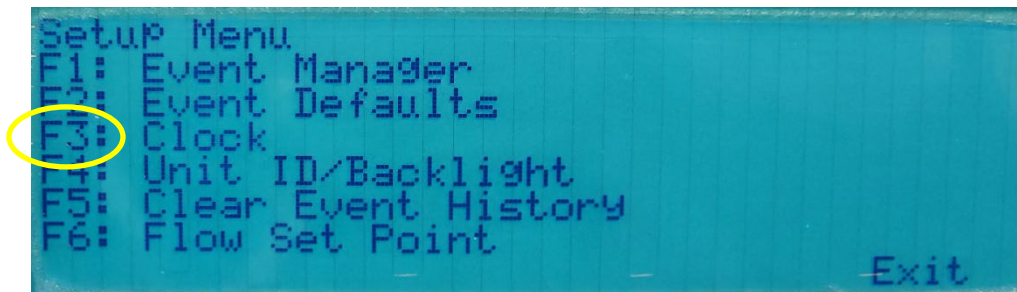 Setup Menu
F1: Event Manager
F2: Event Defaults
F3: Clock
F4: Unit ID/Backlight
F5: Clear Event History
F6: Flow Set Point
Exit